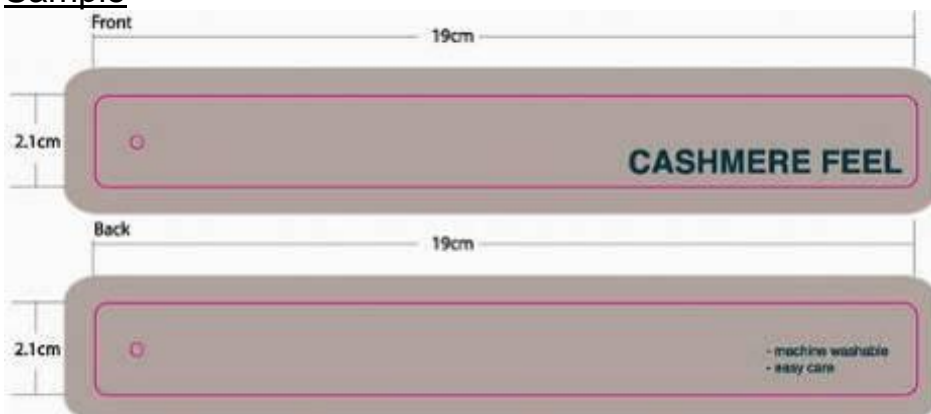 Sample
Front
19cm
2.1cm
CASHMERE FEEL
Back
19cm
2.1cm
- machine washable
- easy care